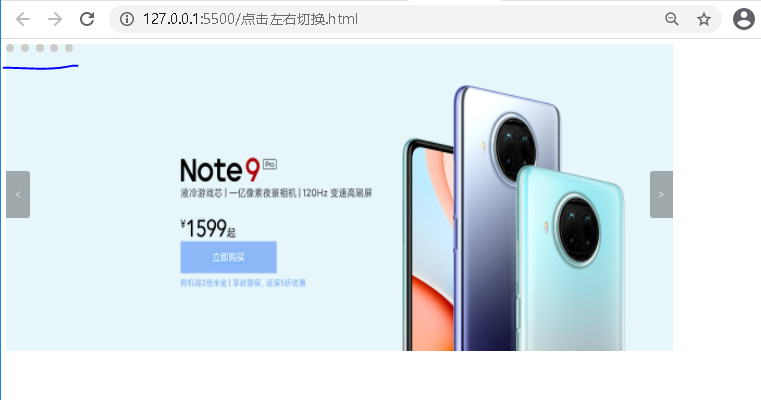 127.0.0.1:5500/点击左右切换.html
<
>
Note 9 Pro
液冷游戏芯 | 一亿像素夜景相机 | 120Hz 变速高刷屏
¥1599起
立即购买
购机得2倍米金 | 享碎屏保、延保5折优惠